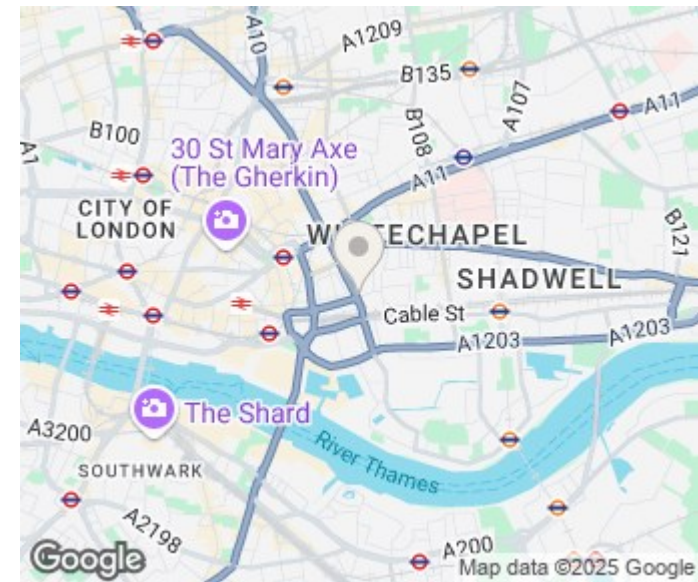 A10
A1209
B135
A107
A11
B100
A1
B108
30 St Mary Axe
(The Gherkin)
A11
CITY OF
LONDON
WHITECHAPEL
B121
SHADWELL
Cable St
A1203
A1203
The Shard
A3200
River Thames
SOUTHWARK
A2198
A200
Google
Map data ©2025 Google